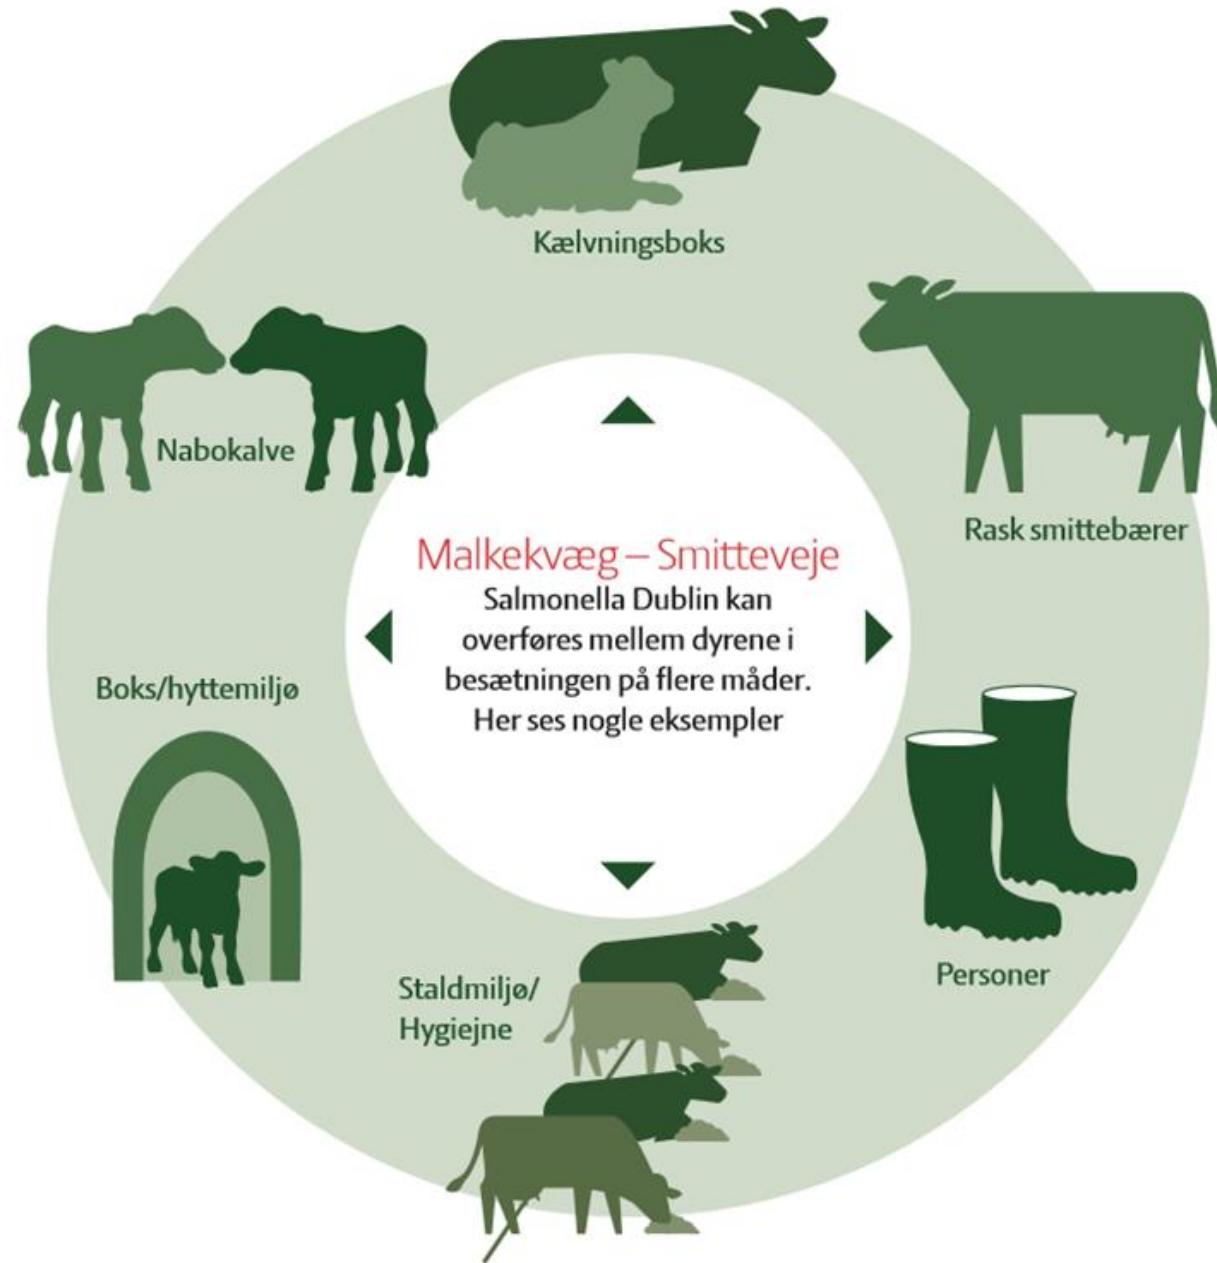 Kælvningsboks
Nabokalve
Rask smittebærer
Malkekvæg – Smitteveje
Salmonella Dublin kan
overføres mellem dyrene i
besætningen på flere måder.
Her ses nogle eksempler
Boks/hyttemiljø
Personer
Staldmiljø/
Hygiejne